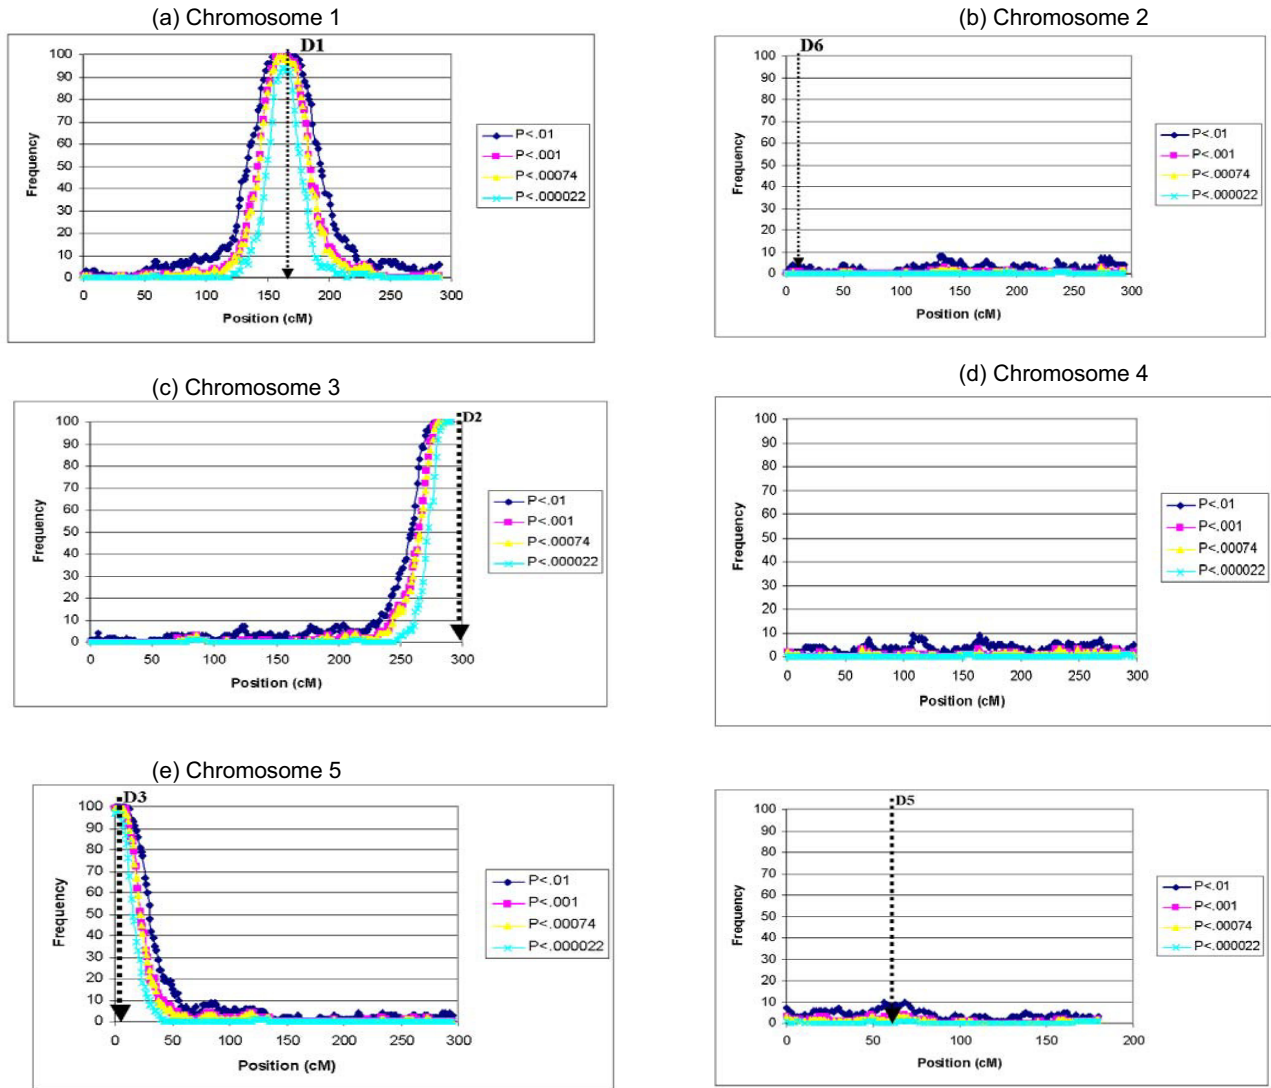 (a) Chromosome 1
D1
100
90
80
70
60
50
40
30
20
10
0
Frequency
0 50 100 150 200 250 300
Position (cM)
P<.01
P<.001
P<.00074
P<.000022
(b) Chromosome 2
D6
100
90
80
70
60
50
40
30
20
10
0
Frequency
0 50 100 150 200 250 300
Position (cM)
P<.01
P<.001
P<.00074
P<.000022
(c) Chromosome 3
D2
100
90
80
70
60
50
40
30
20
10
0
Frequency
0 50 100 150 200 250 300
Position (cM)
P<.01
P<.001
P<.00074
P<.000022
(d) Chromosome 4
100
90
80
70
60
50
40
30
20
10
0
Frequency
0 50 100 150 200 250 300
Position (cM)
P<.01
P<.001
P<.00074
P<.000022
(e) Chromosome 5
D3
100
90
80
70
60
50
40
30
20
10
0
Frequency
0 50 100 150 200 250 300
Position (cM)
P<.01
P<.001
P<.00074
P<.000022
D5
100
90
80
70
60
50
40
30
20
10
0
Frequency
0 50 100 150 200
Position (cM)
P<.01
P<.001
P<.00074
P<.000022